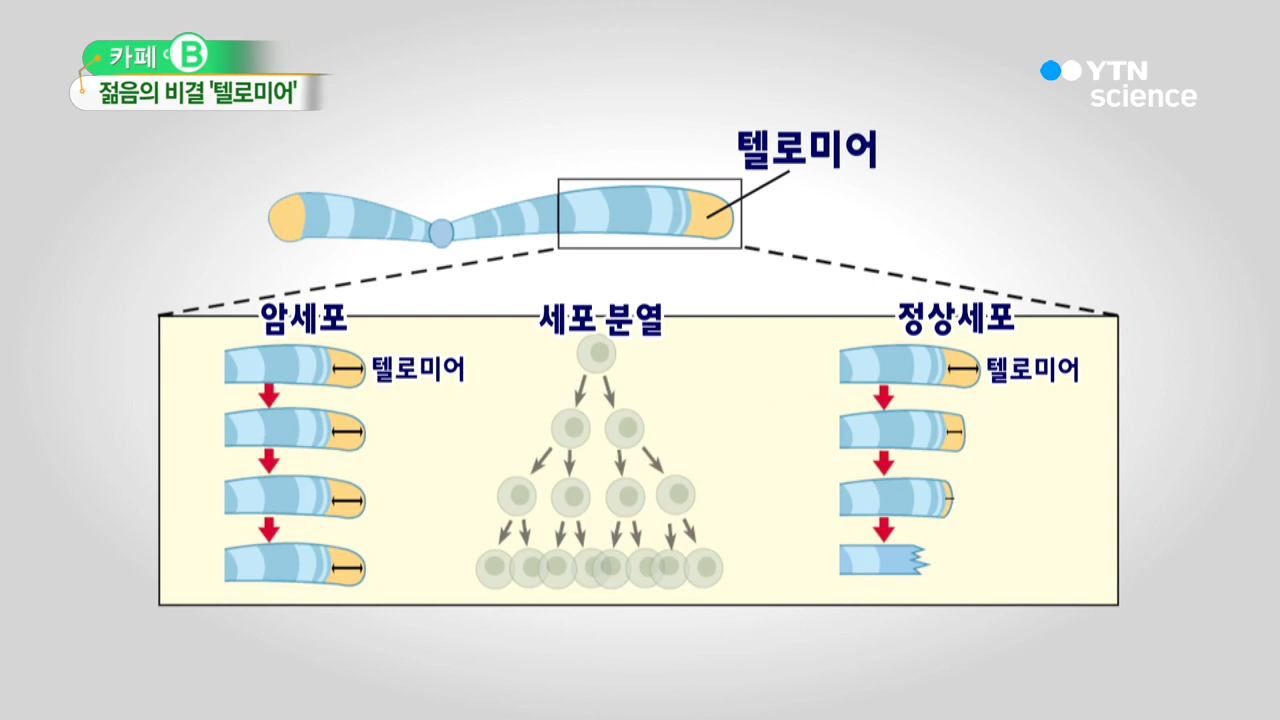 카페 B
젊음의 비결 '텔로미어'
YTN
science
텔로미어
암세포
세포 분열
정상세포
텔로미어
텔로미어